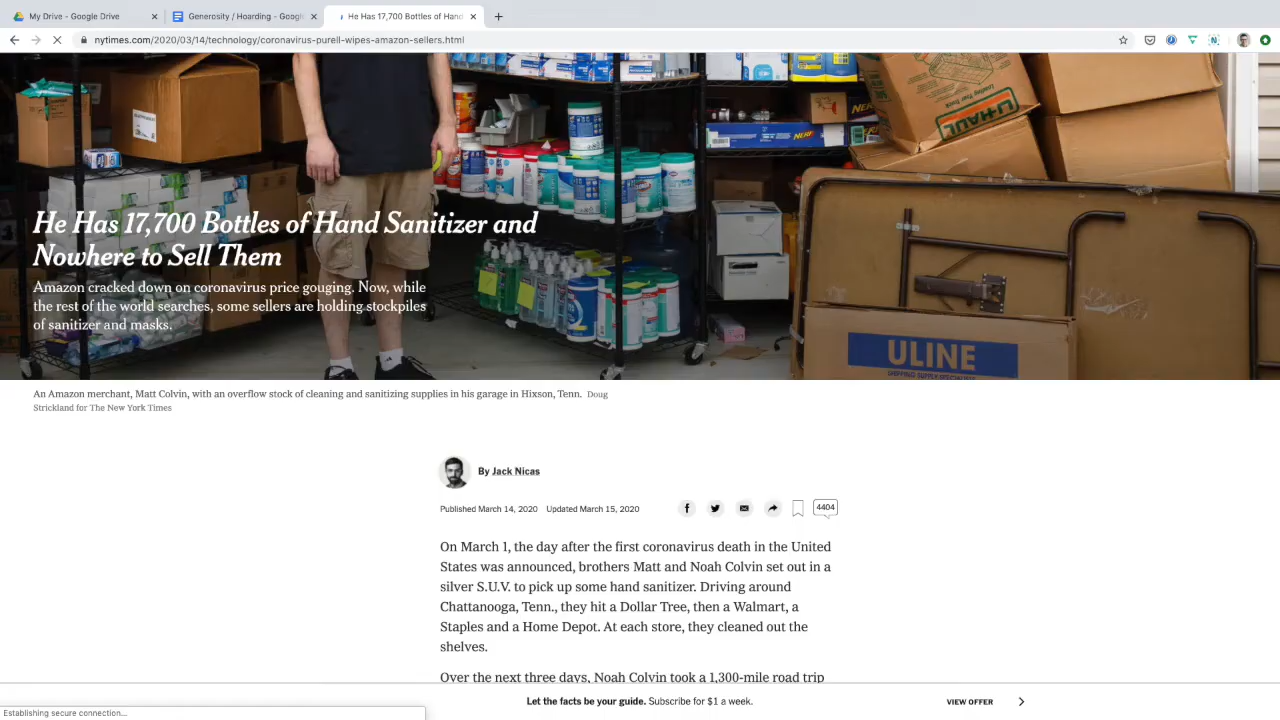 My Drive - Google Drive
Generosity / Hoarding - Google
He Has 17,700 Bottles of Hand
nytimes.com/2020/03/14/technology/coronavirus-purell-wipes-amazon-sellers.html
U-HAUL
NERF
NERF
He Has 17,700 Bottles of Hand Sanitizer and
Nowhere to Sell Them
Amazon cracked down on coronavirus price gouging. Now, while
the rest of the world searches, some sellers are holding stockpiles
of sanitizer and masks.
ULINE
SHIPPING SUPPLY SPECIALISTS
An Amazon merchant, Matt Colvin, with an overflow stock of cleaning and sanitizing supplies in his garage in Hixson, Tenn. Doug
Strickland for The New York Times
By Jack Nicas
Published March 14, 2020 Updated March 15, 2020
4404
On March 1, the day after the first coronavirus death in the United
States was announced, brothers Matt and Noah Colvin set out in a
silver S.U.V. to pick up some hand sanitizer. Driving around
Chattanooga, Tenn., they hit a Dollar Tree, then a Walmart, a
Staples and a Home Depot. At each store, they cleaned out the
shelves.
Over the next three days, Noah Colvin took a 1,300-mile road trip
Let the facts be your guide. Subscribe for $1 a week.
VIEW OFFER
Establishing secure connection...